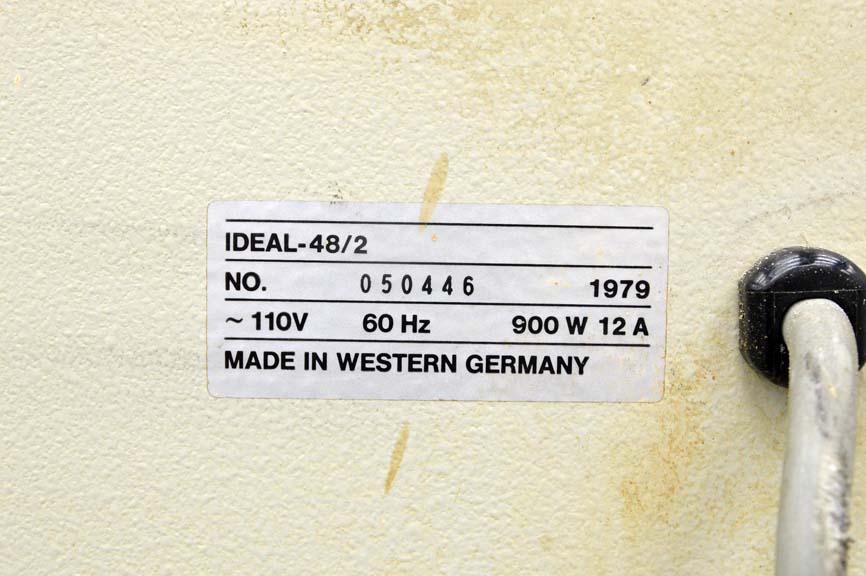 IDEAL-48/2
NO. 050446 1979
~ 110V 60 Hz 900 W 12 A
MADE IN WESTERN GERMANY